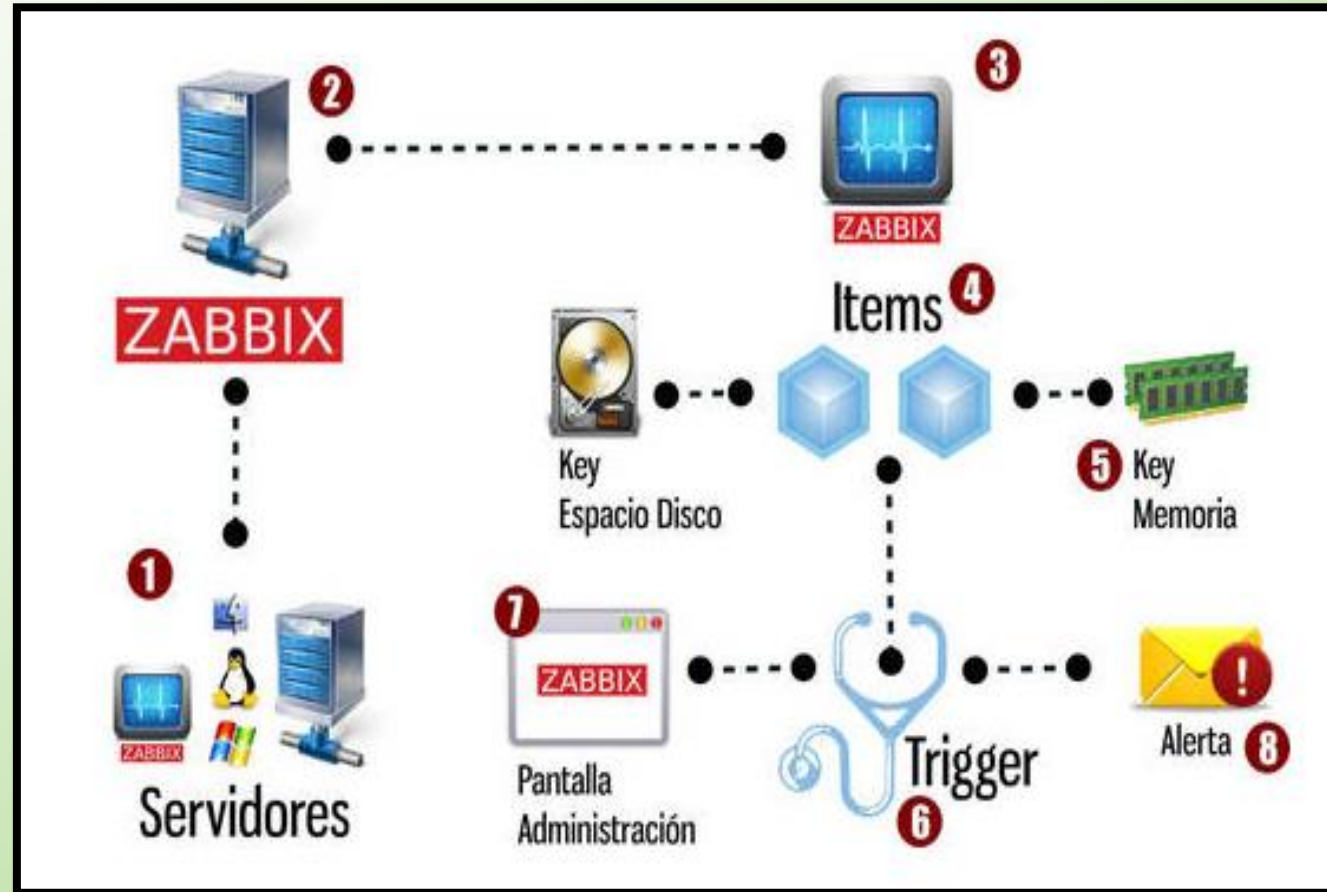 2
3
ZABBIX
ZABBIX
Items 4
Key
Espacio Disco
5 Key
Memoria
1
ZABBIX
Servidores
7
ZABBIX
Pantalla
Administración
Trigger
6
!
Alerta 8